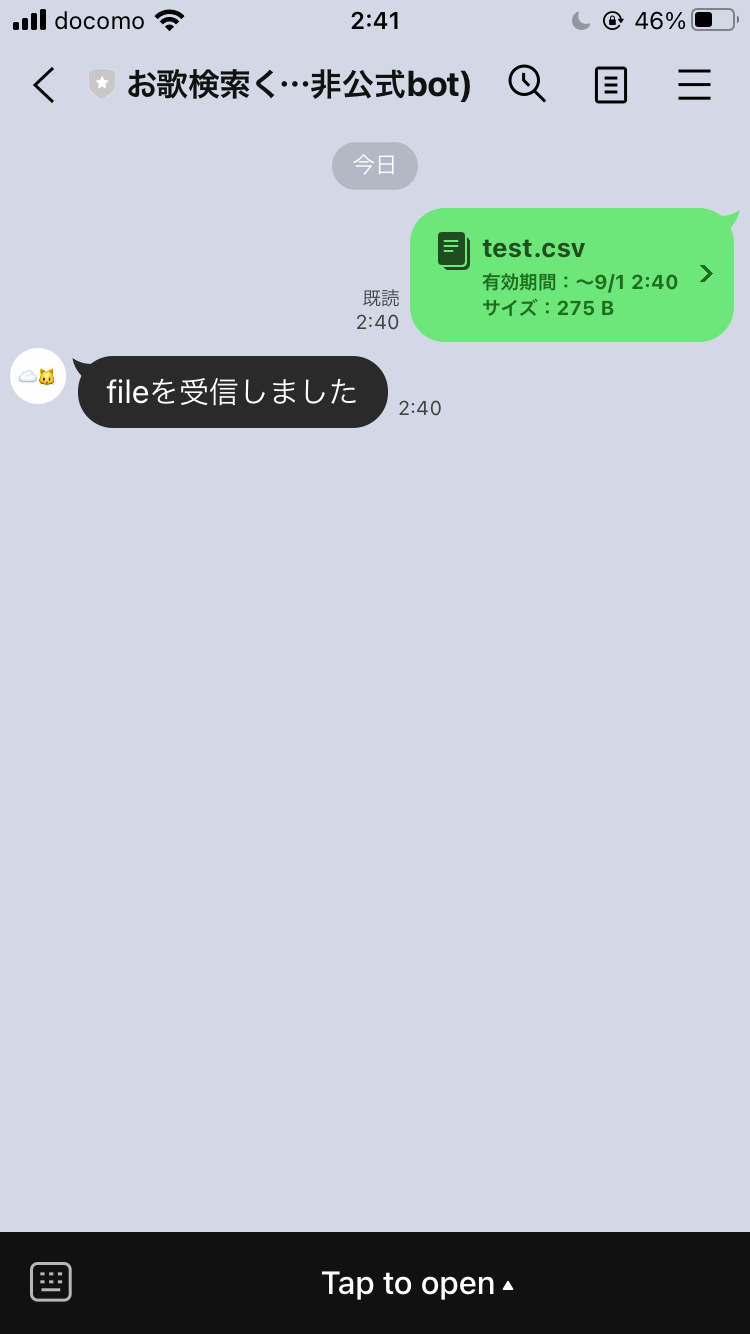 docomo 2:41 46%
お歌検索く…非公式bot)
今日
test.csv
有効期間：～9/1 2:40
サイズ：275 B
既読
2:40
fileを受信しました
2:40
Tap to open